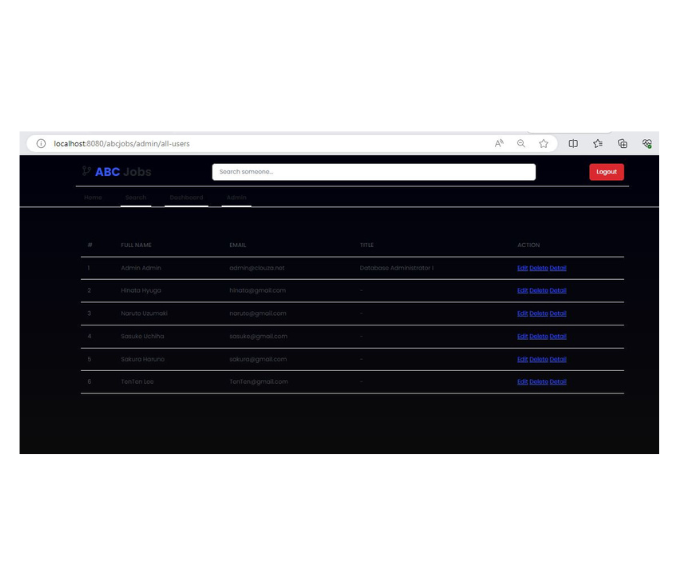 localhost:8080/abcjobs/admin/all-users
ABC Jobs Search someone... Logout
Home Search Dashboard Admin
# FULL NAME EMAIL TITLE ACTION
1 Admin Admin Database Administrator I Edit Delete Detail
2 Hinata Hyuga hinata@gmail.com - Edit Delete Detail
3 Naruto Uzumaki naruto@gmail.com - Edit Delete Detail
4 Sasuke Uchiha sasuke@gmail.com - Edit Delete Detail
5 Sakura Haruno sakura@gmail.com - Edit Delete Detail
6 TenTen Lee TenTen@gmail.com - Edit Delete Detail